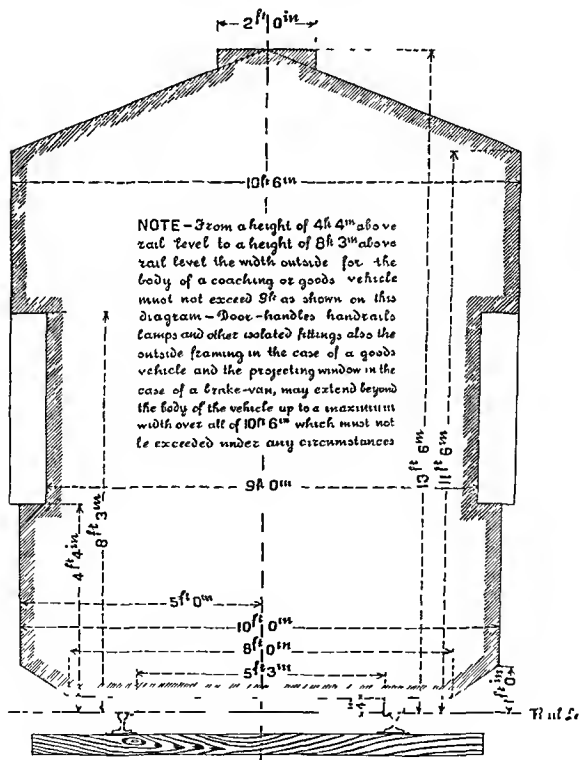 2ft 0in
10ft 6in
NOTE - From a height of 4ft 4in above
rail level to a height of 8ft 3in above
rail level the width outside for the
body of a coaching or goods vehicle
must not exceed 9ft as shown on this
diagram - Door-handles handrails
lamps and other isolated fittings also the
outside framing in the case of a goods
vehicle and the projecting window in the
case of a brake-van, may extend beyond
the body of the vehicle up to a maximum
width over all of 10ft 6in which must not
be exceeded under any circumstances
13ft 6in
11ft 6in
9ft 0in
8ft 3in
4ft 4in
5ft 0in
10ft 0in
8ft 0in
5ft 3in
1ft 0in
Rail Le